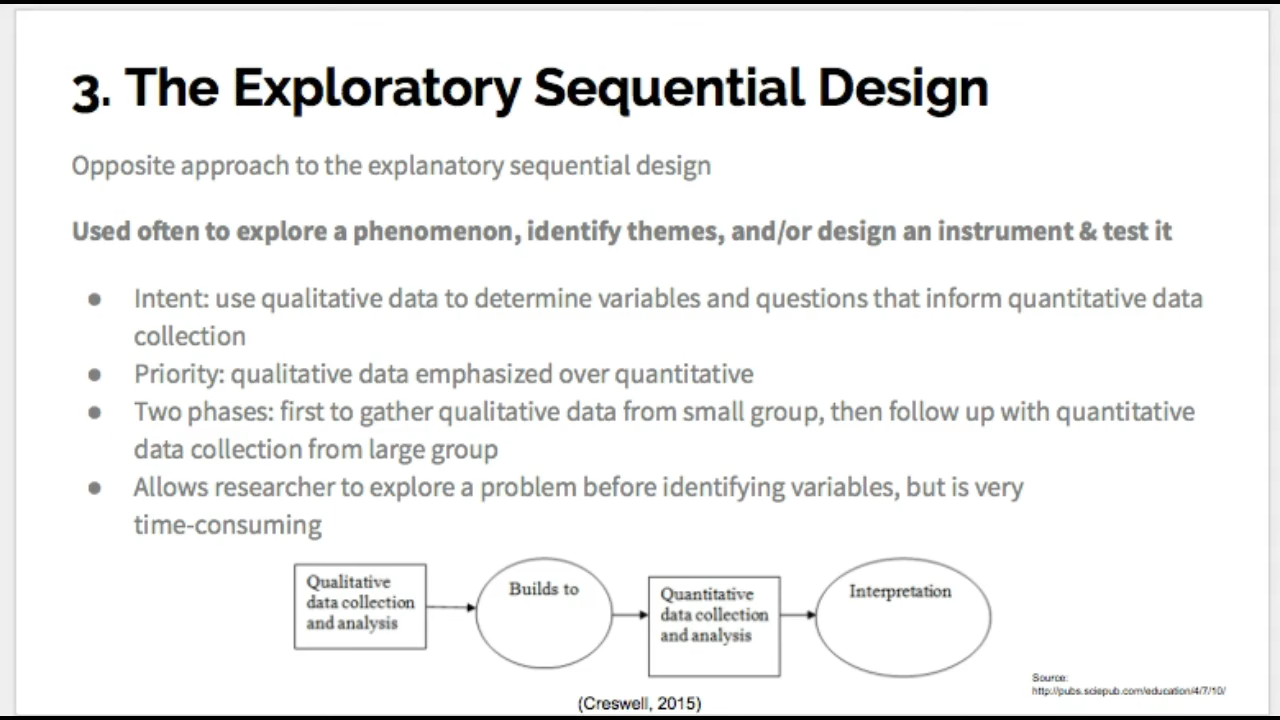 3. The Exploratory Sequential Design
Opposite approach to the explanatory sequential design
Used often to explore a phenomenon, identify themes, and/or design an instrument & test it
● Intent: use qualitative data to determine variables and questions that inform quantitative data
collection
● Priority: qualitative data emphasized over quantitative
● Two phases: first to gather qualitative data from small group, then follow up with quantitative
data collection from large group
● Allows researcher to explore a problem before identifying variables, but is very
time-consuming
Qualitative
data collection
and analysis
Builds to
Quantitative
data collection
and analysis
Interpretation
Source:
http://pubs.sciepub.com/education/4/7/10/
(Creswell, 2015)